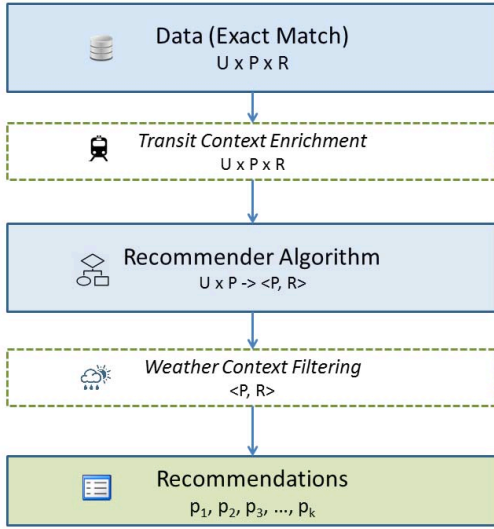 Data (Exact Match)
U x P x R
Transit Context Enrichment
U x P x R
Recommender Algorithm
U x P -> <P, R>
Weather Context Filtering
<P, R>
Recommendations
p₁, p₂, p₃, ..., pₖ